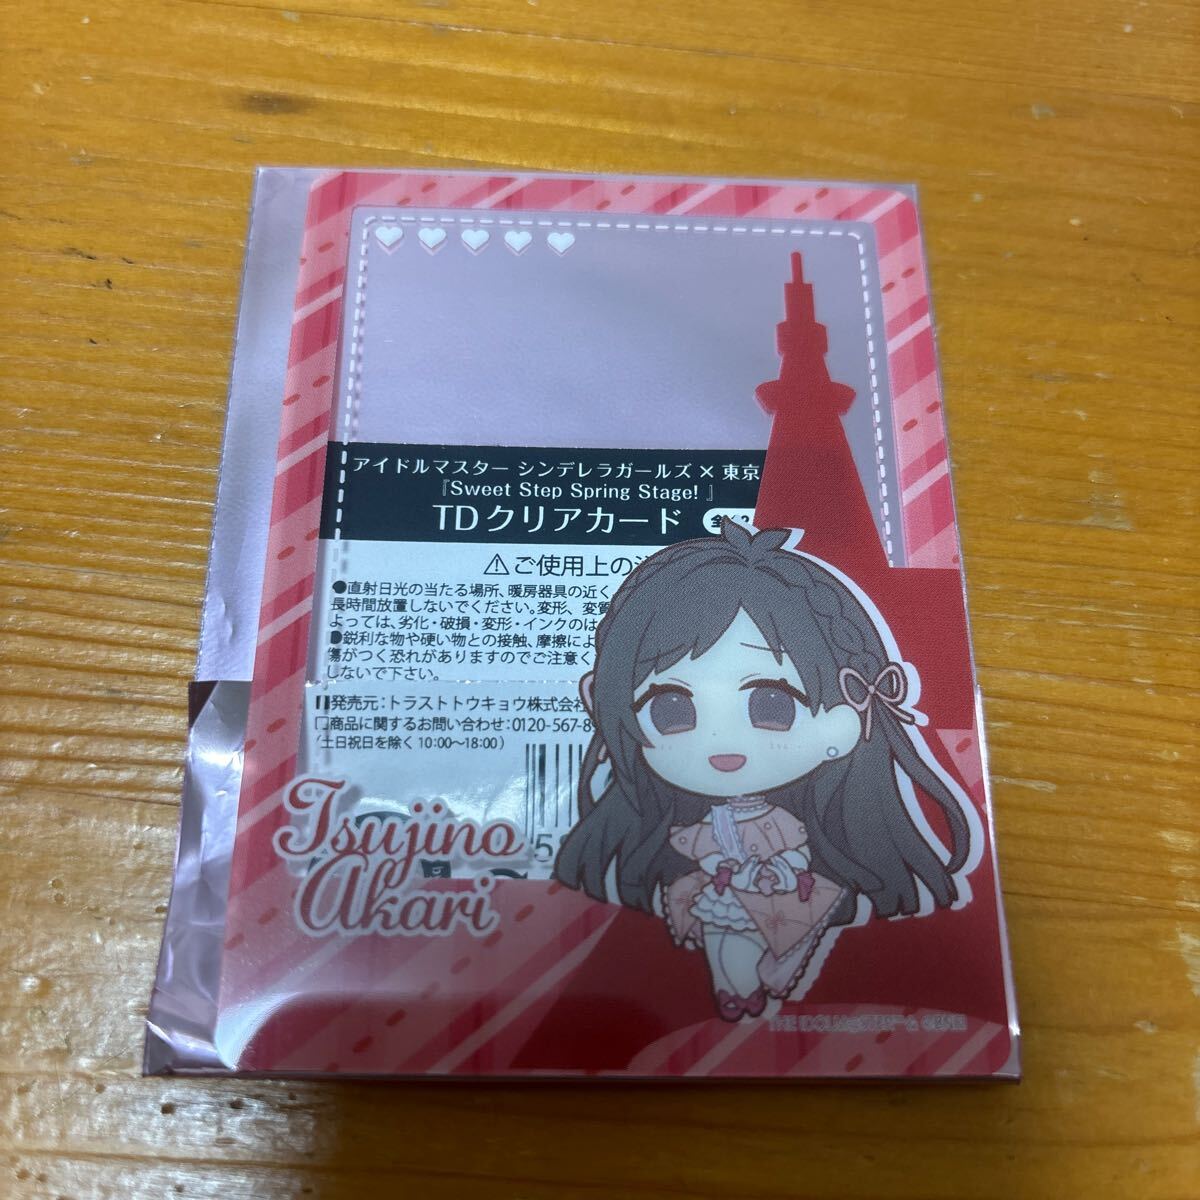 アイドルマスター シンデレラガールズ × 東京
『Sweet Step Spring Stage! 』
TDクリアカード
⚠ご使用上の注
●直射日光の当たる場所、暖房器具の近く
長時間放置しないでください。変形、変質
よっては、劣化・破損・変形・インクのは
●鋭利な物や硬い物との接触、摩擦によ
傷がつく恐れがありますのでご注意く
しないで下さい。
発売元：トラストトウキョウ株式会社
商品に関するお問い合わせ：0120-567-8
土日祝日を除く 10:00〜18:00）
Tsujino
Akari
THE IDOLM@STER™& ©BNEI